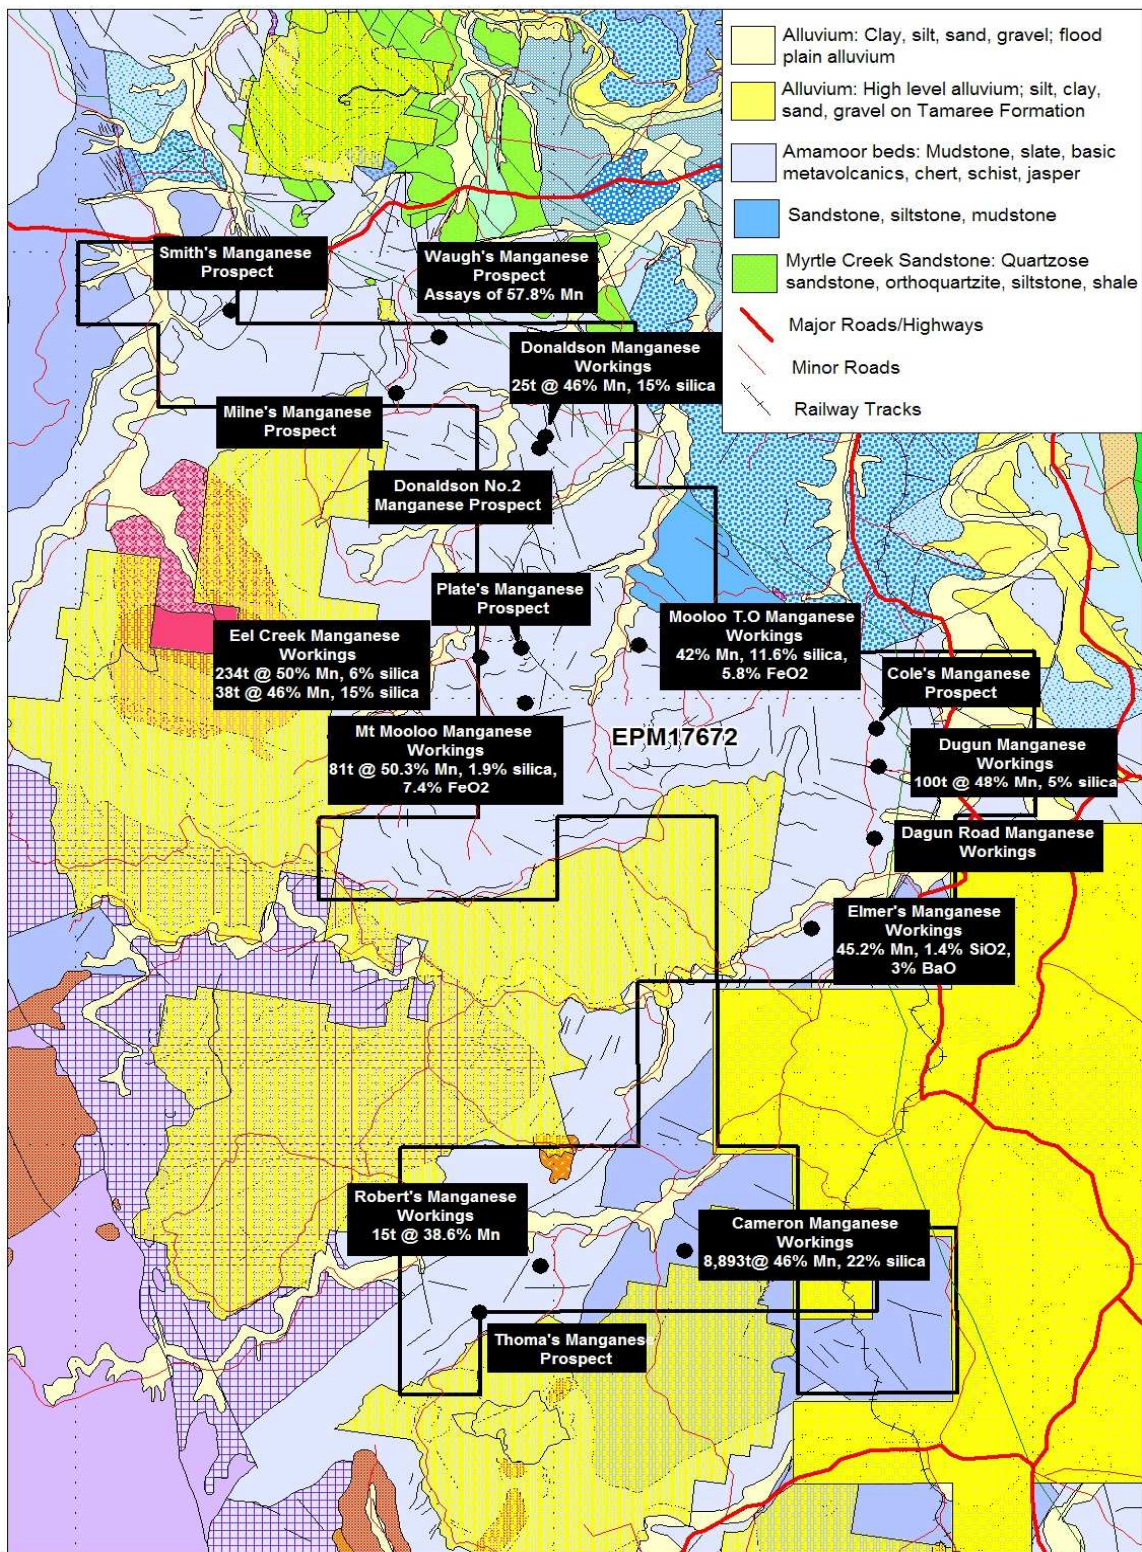 Alluvium: Clay, silt, sand, gravel; flood
plain alluvium
Alluvium: High level alluvium; silt, clay,
sand, gravel on Tamaree Formation
Amamoor beds: Mudstone, slate, basic
metavolcanics, chert, schist, jasper
Sandstone, siltstone, mudstone
Myrtle Creek Sandstone: Quartzose
sandstone, orthoquartzite, siltstone, shale
Major Roads/Highways
Minor Roads
Railway Tracks
Smith's Manganese
Prospect
Waugh's Manganese
Prospect
Assays of 57.8% Mn
Donaldson Manganese
Workings
25t @ 46% Mn, 15% silica
Milne's Manganese
Prospect
Donaldson No.2
Manganese Prospect
Plate's Manganese
Prospect
Mooloo T.O Manganese
Workings
42% Mn, 11.6% silica,
5.8% FeO2
Eel Creek Manganese
Workings
234t @ 50% Mn, 6% silica
38t @ 46% Mn, 15% silica
Cole's Manganese
Prospect
Mt Mooloo Manganese
Workings
81t @ 50.3% Mn, 1.9% silica,
7.4% FeO2
EPM17672
Dugun Manganese
Workings
100t @ 48% Mn, 5% silica
Dagun Road Manganese
Workings
Elmer's Manganese
Workings
45.2% Mn, 1.4% SiO2,
3% BaO
Robert's Manganese
Workings
15t @ 38.6% Mn
Cameron Manganese
Workings
8,893t@ 46% Mn, 22% silica
Thoma's Manganese
Prospect